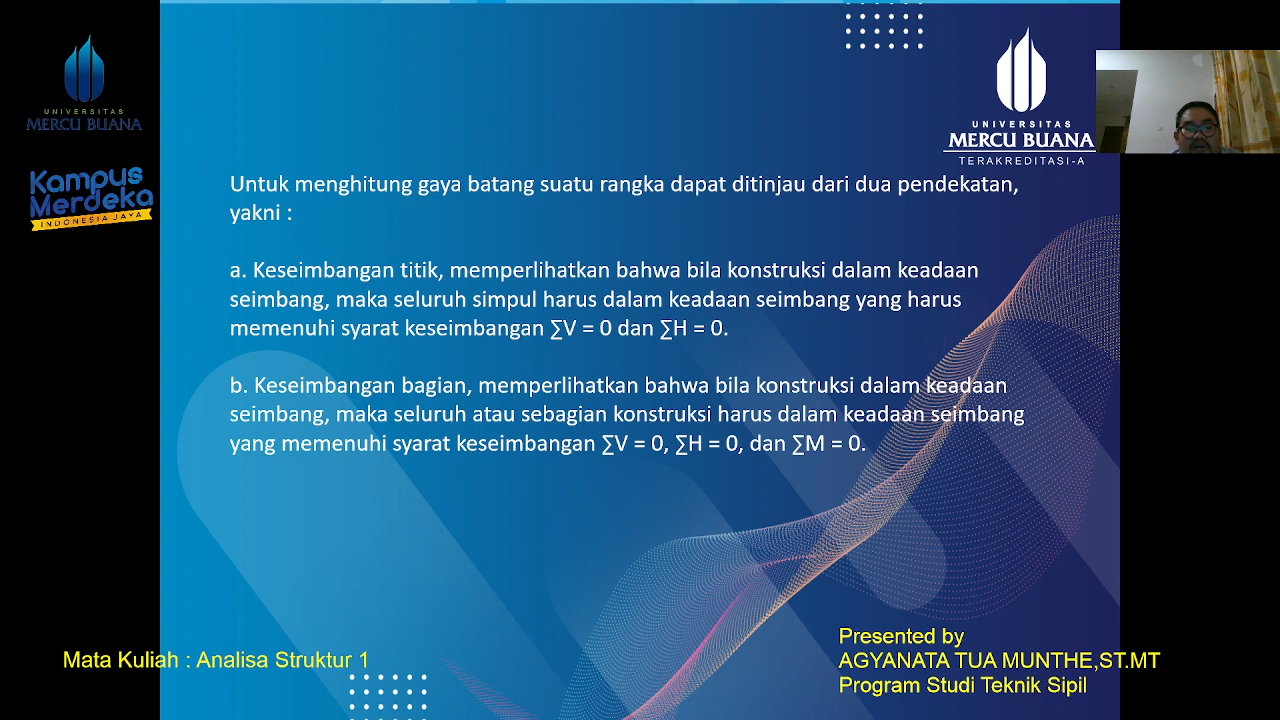 UNIVERSITAS
MERCU BUANA
Kampus
Merdeka
INDONESIA JAYA
UNIVERSITAS
MERCU BUANA
TERAKREDITASI-A
Untuk menghitung gaya batang suatu rangka dapat ditinjau dari dua pendekatan,
yakni :
a. Keseimbangan titik, memperlihatkan bahwa bila konstruksi dalam keadaan
seimbang, maka seluruh simpul harus dalam keadaan seimbang yang harus
memenuhi syarat keseimbangan ∑V = 0 dan ∑H = 0.
b. Keseimbangan bagian, memperlihatkan bahwa bila konstruksi dalam keadaan
seimbang, maka seluruh atau sebagian konstruksi harus dalam keadaan seimbang
yang memenuhi syarat keseimbangan ∑V = 0, ∑H = 0, dan ∑M = 0.
Mata Kuliah : Analisa Struktur 1
Presented by
AGYANATA TUA MUNTHE,ST.MT
Program Studi Teknik Sipil